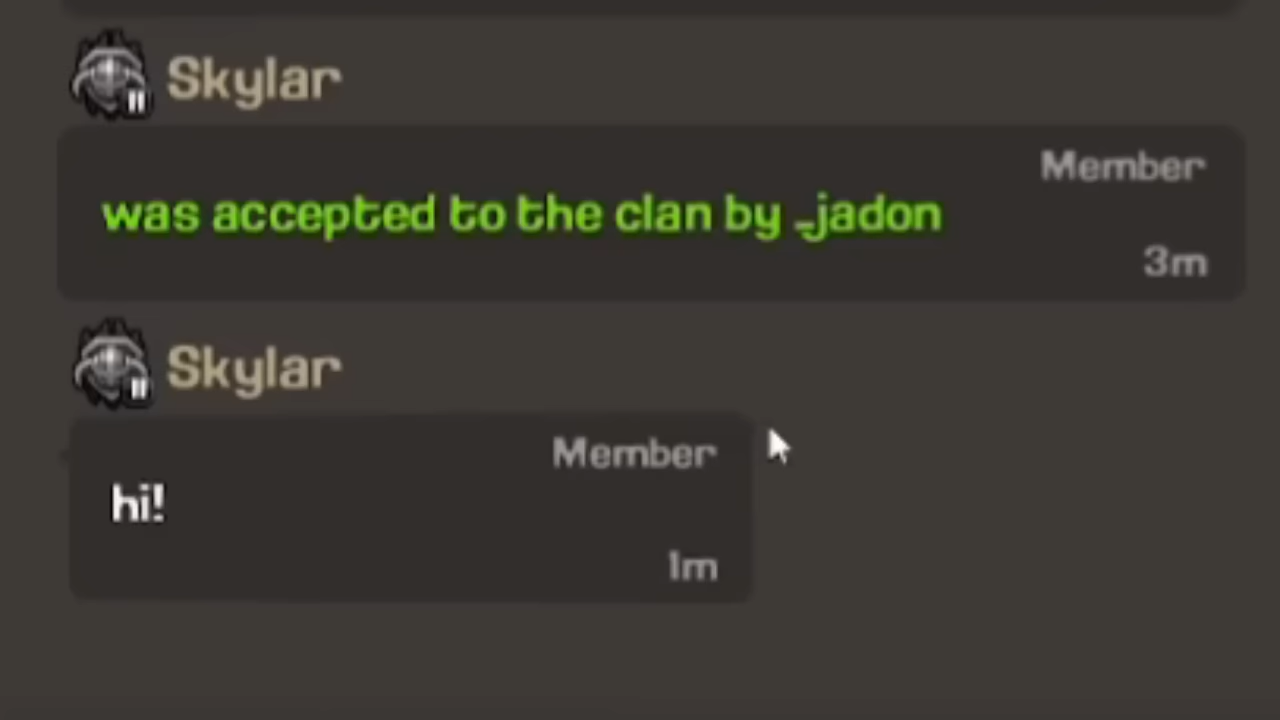 Skylar
Member
was accepted to the clan by _jadon
3m
Skylar
Member
hi!
1m